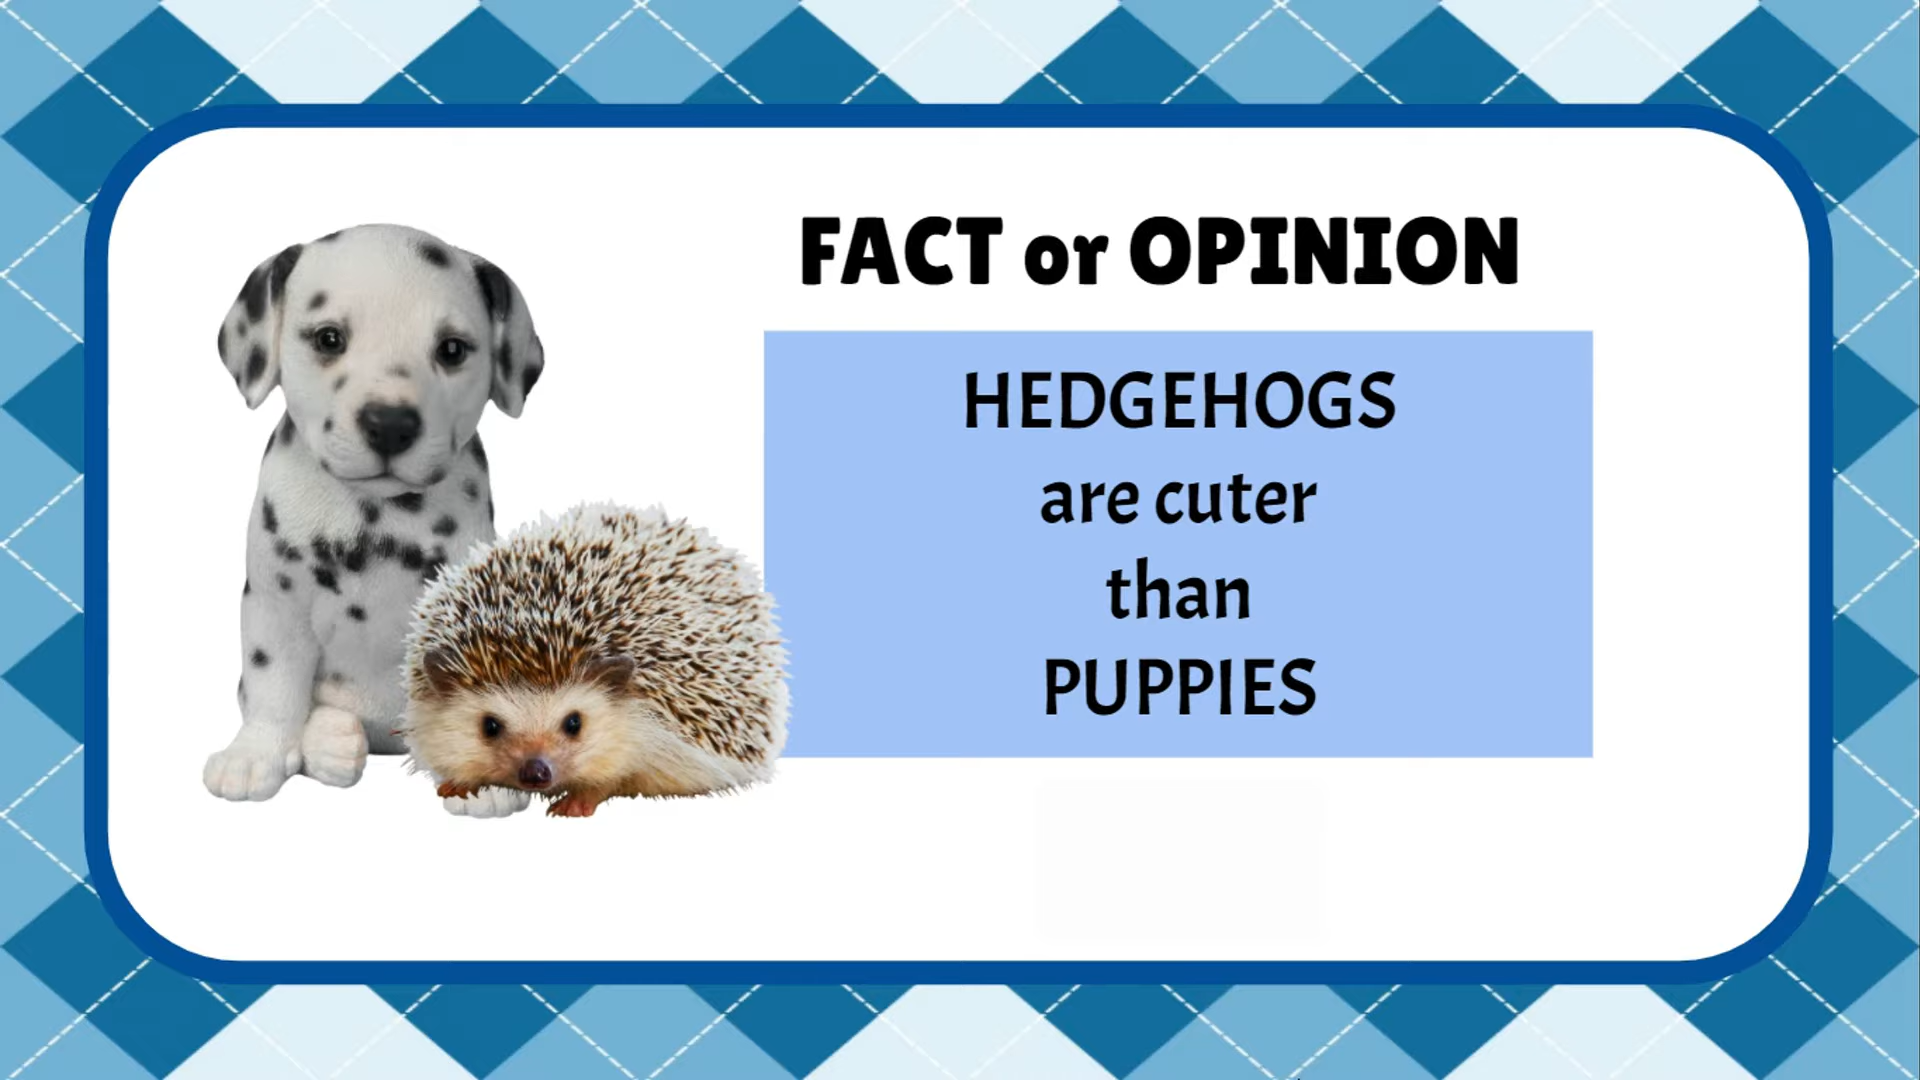 FACT or OPINION
HEDGEHOGS
are cuter
than
PUPPIES